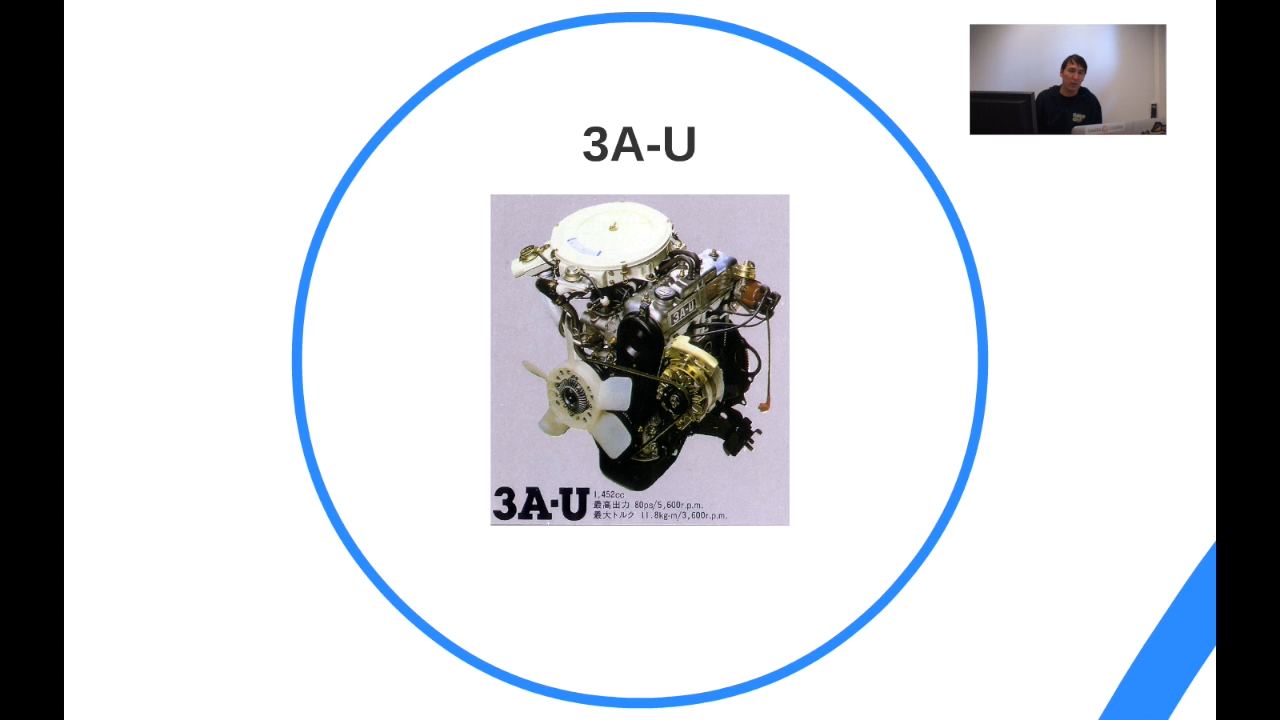 3A-U
3A-U
3A-U
1,452cc
最高出力 80ps/5,600r.p.m.
最大トルク 11.8kg-m/3,600r.p.m.